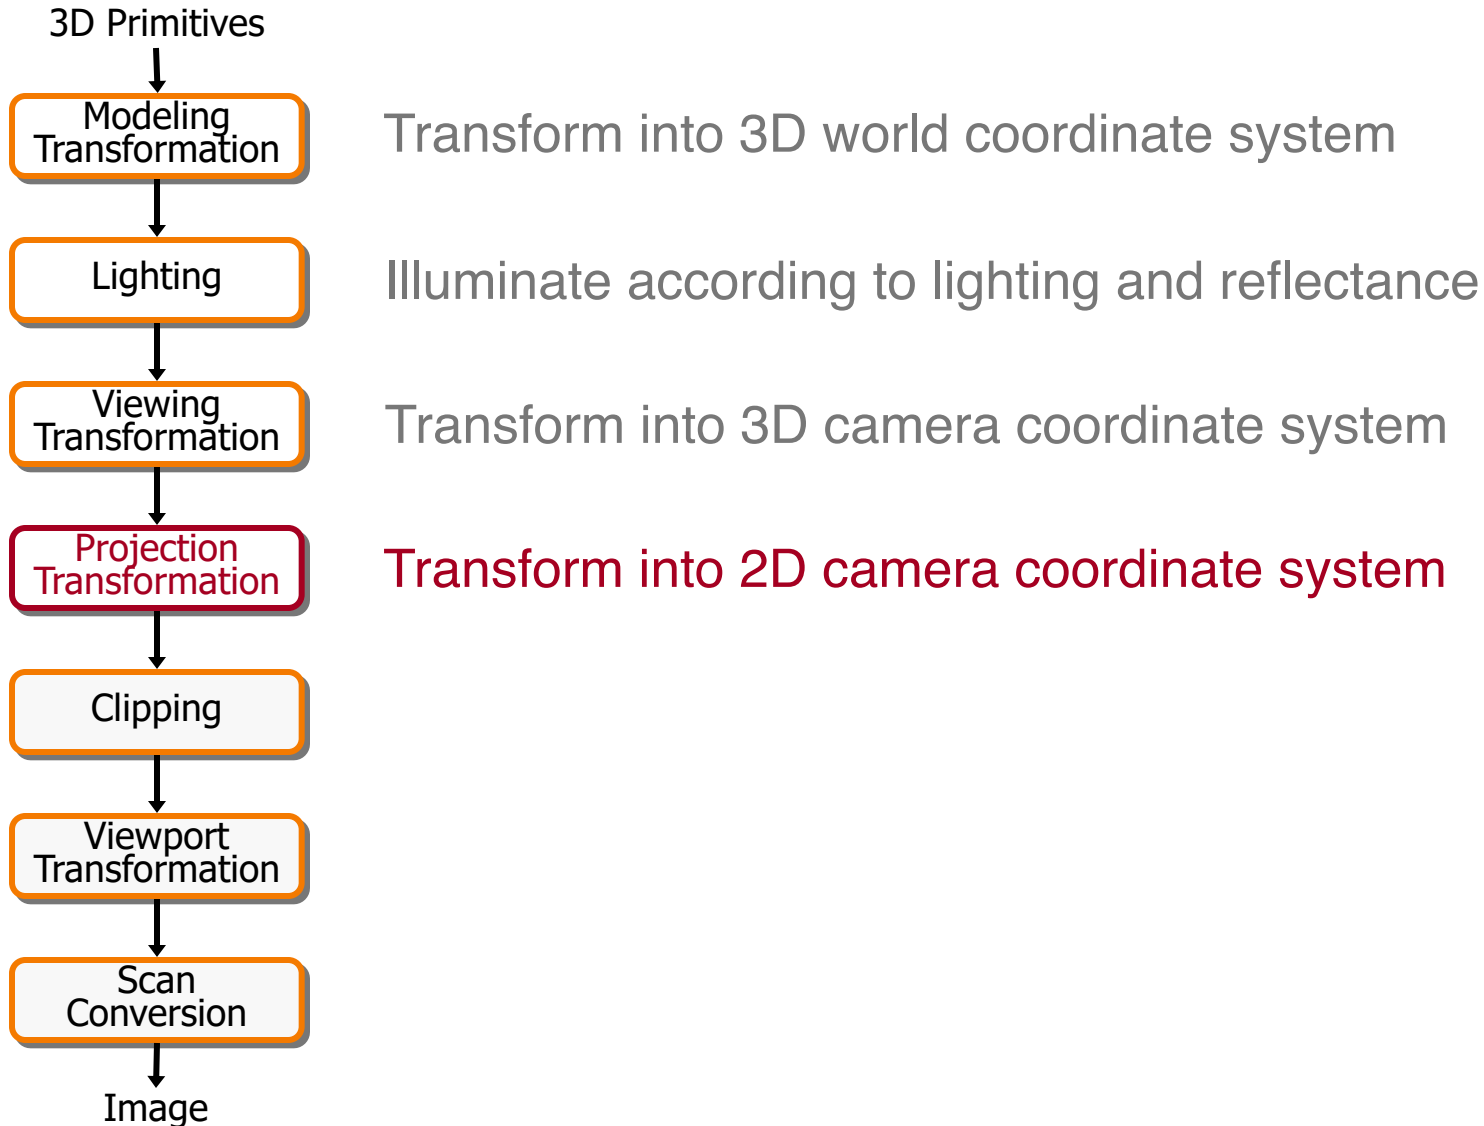 3D Primitives
Modeling
Transformation
Transform into 3D world coordinate system
Lighting
Illuminate according to lighting and reflectance
Viewing
Transformation
Transform into 3D camera coordinate system
Projection
Transformation
Transform into 2D camera coordinate system
Clipping
Viewport
Transformation
Scan
Conversion
Image